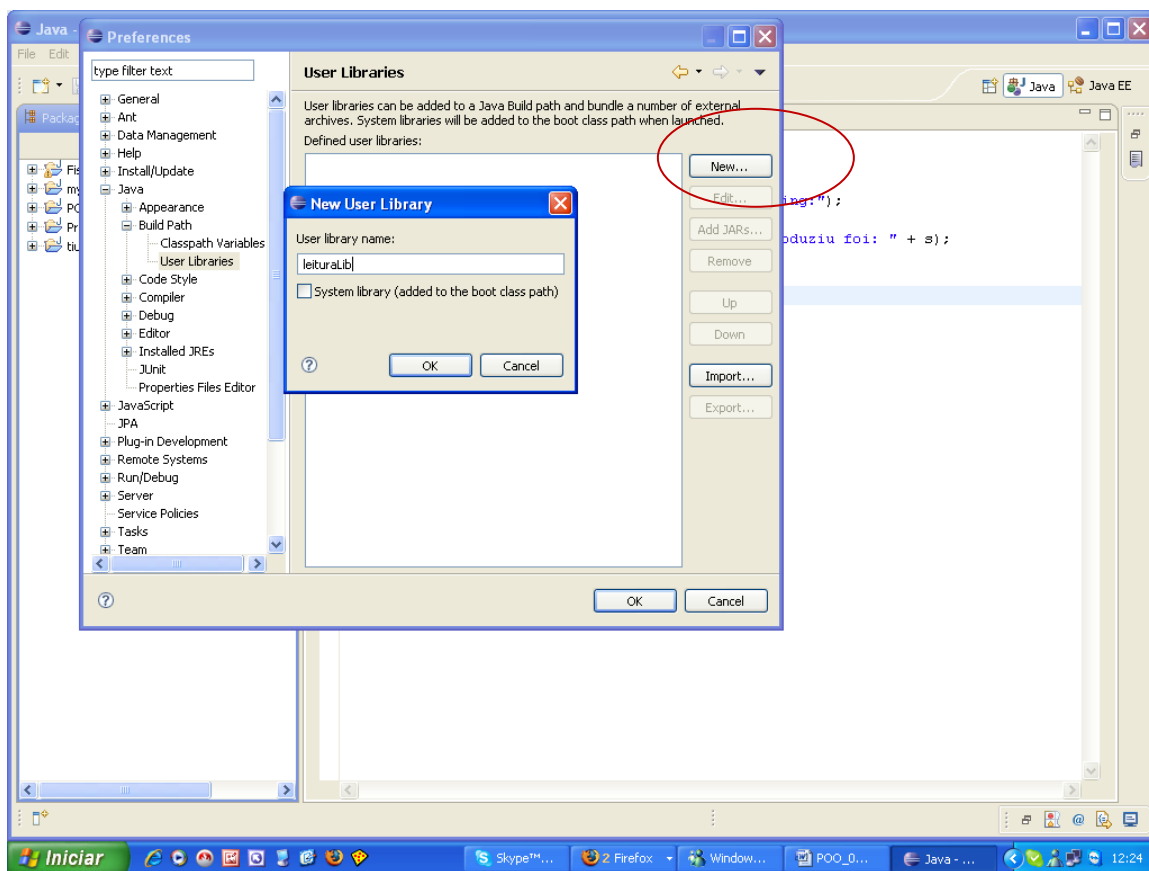 Java -
Preferences
File Edit
type filter text
User Libraries
Java
Java EE
Packag
General
Ant
Data Management
Help
Install/Update
Java
Appearance
Build Path
Classpath Variables
User Libraries
Code Style
Compiler
Debug
Editor
Installed JREs
JUnit
Properties Files Editor
JavaScript
JPA
Plug-in Development
Remote Systems
Run/Debug
Server
Service Policies
Tasks
Team
User libraries can be added to a Java Build path and bundle a number of external
archives. System libraries will be added to the boot class path when launched.
Defined user libraries:
New...
Edit...
Add JARs...
Remove
Up
Down
Import...
Export...
New User Library
User library name:
leituraLib
System library (added to the boot class path)
OK
Cancel
OK
Cancel
Fis
my
PO
Pr
tiu
ing:");
oduziu foi: " + s);
Iniciar
Skype™...
2 Firefox
Window...
POO_0...
Java - ...
12:24